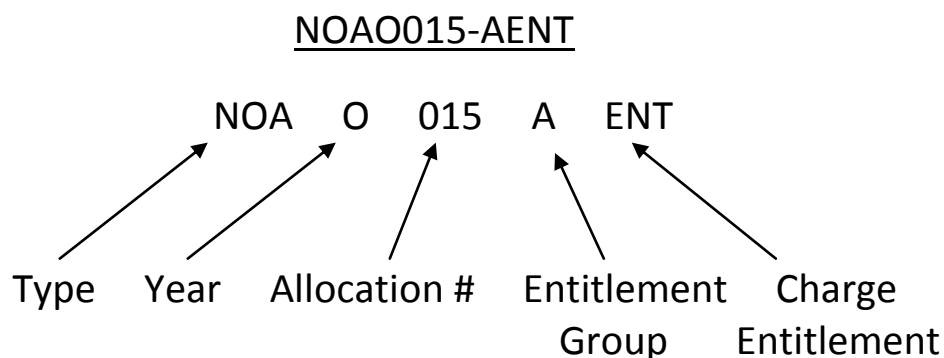 NOAO015-AENT
NOA O 015 A ENT
Type Year Allocation # Entitlement Charge
Group Entitlement